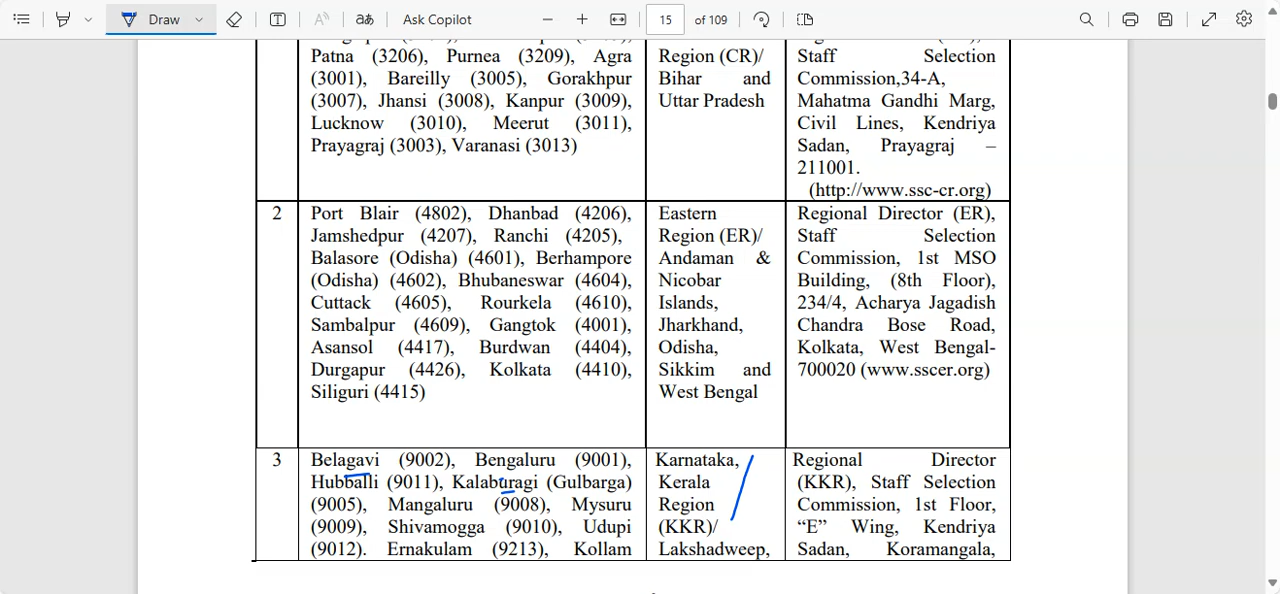 Draw
Ask Copilot
15
of 109
Patna (3206), Purnea (3209), Agra
(3001), Bareilly (3005), Gorakhpur
(3007), Jhansi (3008), Kanpur (3009),
Lucknow (3010), Meerut (3011),
Prayagraj (3003), Varanasi (3013)
Region (CR)/
Bihar and
Uttar Pradesh
Staff Selection
Commission,34-A,
Mahatma Gandhi Marg,
Civil Lines, Kendriya
Sadan, Prayagraj –
211001.
(http://www.ssc-cr.org)
2
Port Blair (4802), Dhanbad (4206),
Jamshedpur (4207), Ranchi (4205),
Balasore (Odisha) (4601), Berhampore
(Odisha) (4602), Bhubaneswar (4604),
Cuttack (4605), Rourkela (4610),
Sambalpur (4609), Gangtok (4001),
Asansol (4417), Burdwan (4404),
Durgapur (4426), Kolkata (4410),
Siliguri (4415)
Eastern
Region (ER)/
Andaman &
Nicobar
Islands,
Jharkhand,
Odisha,
Sikkim and
West Bengal
Regional Director (ER),
Staff Selection
Commission, 1st MSO
Building, (8th Floor),
234/4, Acharya Jagadish
Chandra Bose Road,
Kolkata, West Bengal-
700020 (www.sscer.org)
3
Belagavi (9002), Bengaluru (9001),
Hubballi (9011), Kalaburagi (Gulbarga)
(9005), Mangaluru (9008), Mysuru
(9009), Shivamogga (9010), Udupi
(9012). Ernakulam (9213), Kollam
Karnataka,
Kerala
Region
(KKR)/
Lakshadweep,
Regional Director
(KKR), Staff Selection
Commission, 1st Floor,
“E” Wing, Kendriya
Sadan, Koramangala,